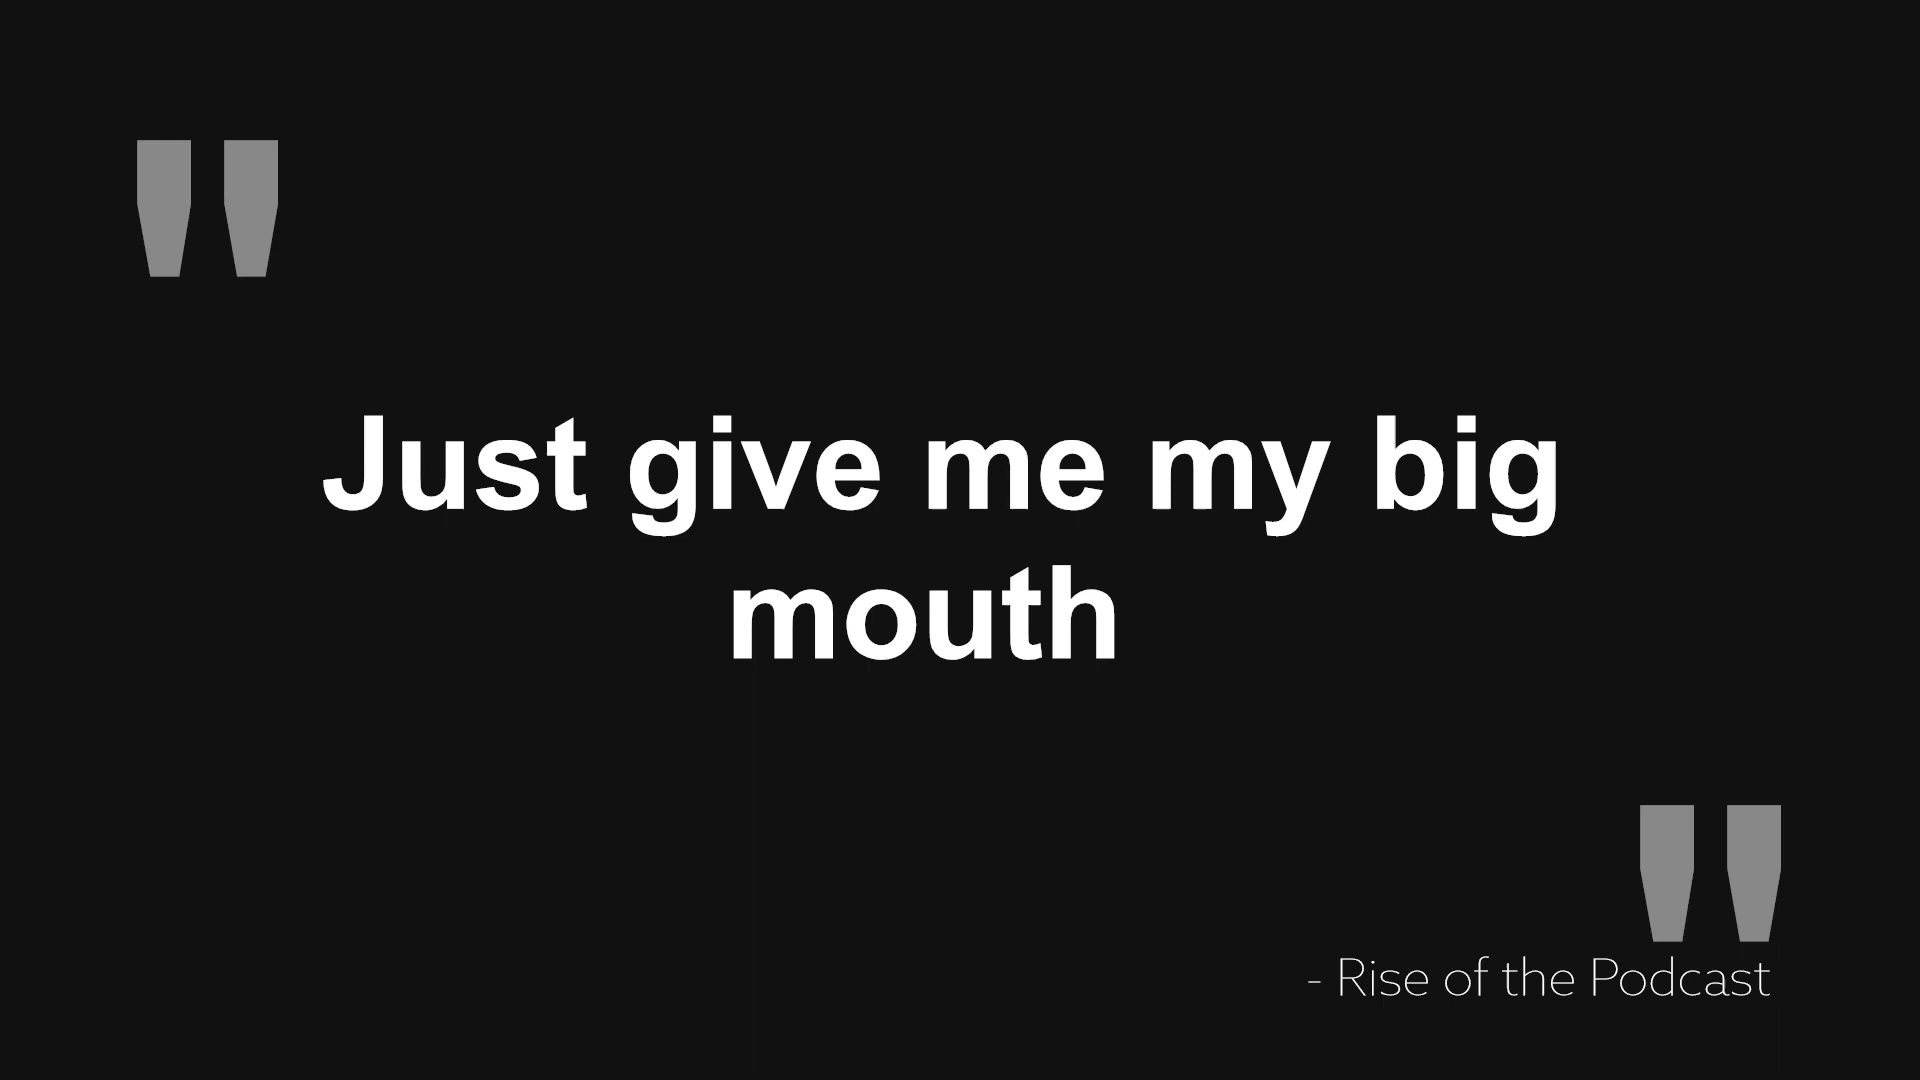 "
Just give me my big
mouth
"
- Rise of the Podcast